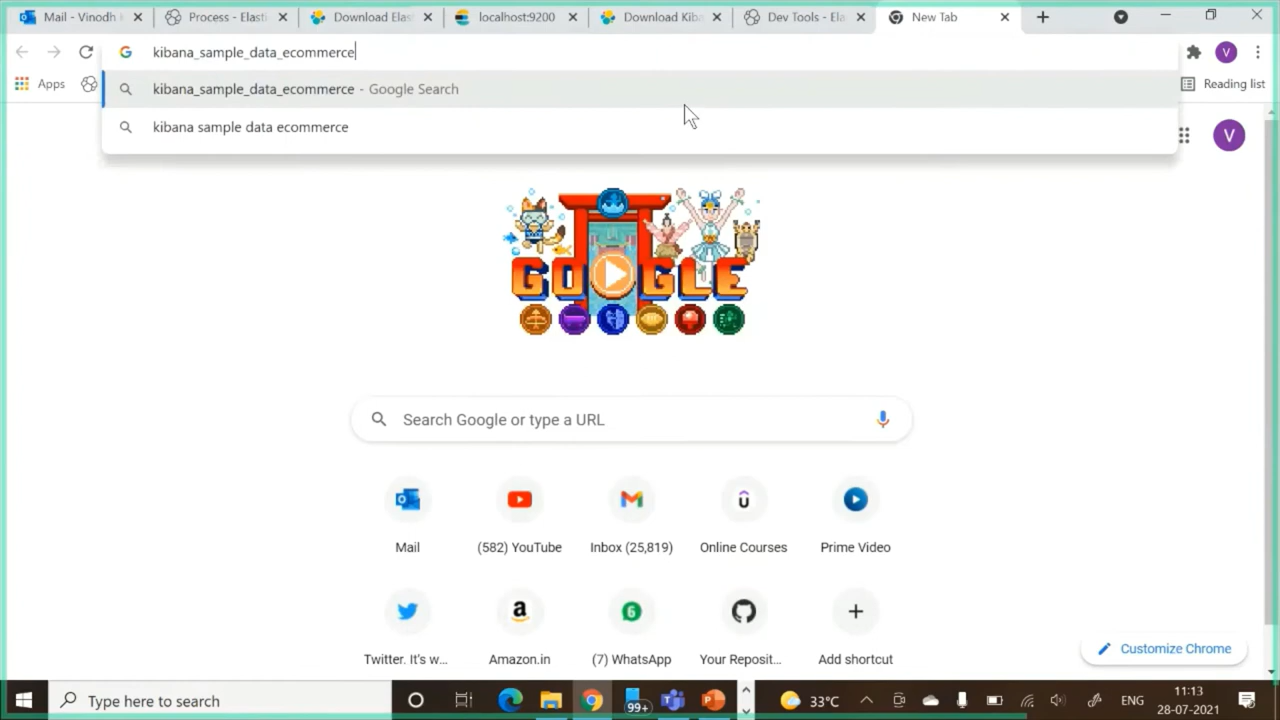 Mail - Vinodh k
Process - Elasti
Download Elas
localhost:9200
Download Kiba
Dev Tools - Ela
New Tab
kibana_sample_data_ecommerce
V
Apps
Reading list
kibana_sample_data_ecommerce - Google Search
kibana sample data ecommerce
V
GOOGLE
Search Google or type a URL
Mail
(582) YouTube
Inbox (25,819)
Online Courses
Prime Video
Twitter. It's w...
Amazon.in
(7) WhatsApp
Your Reposit...
Add shortcut
Customize Chrome
Type here to search
99+
33°C
ENG
11:13
28-07-2021